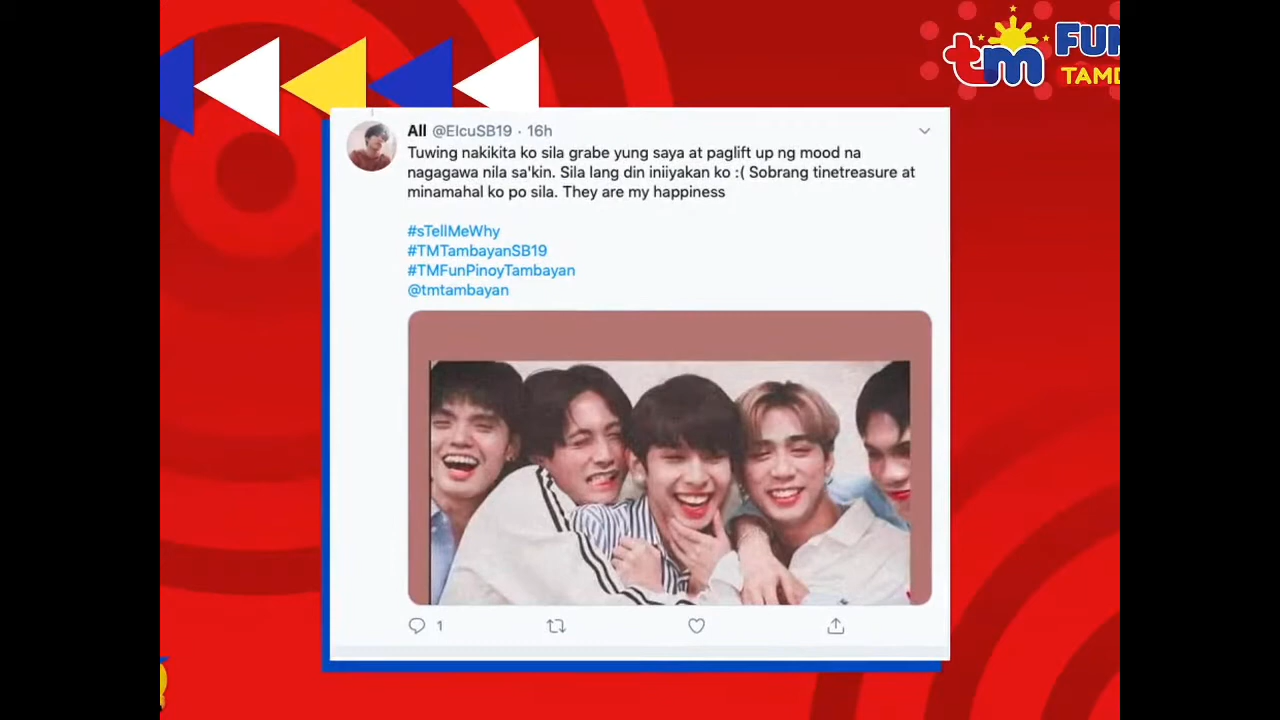 tm FUN
TAMB
All @ElcuSB19 · 16h
Tuwing nakikita ko sila grabe yung saya at paglift up ng mood na
nagagawa nila sa'kin. Sila lang din iniiyakan ko :( Sobrang tinetreasure at
minamahal ko po sila. They are my happiness
#sTellMeWhy
#TMTambayanSB19
#TMFunPinoyTambayan
@tmtambayan
1